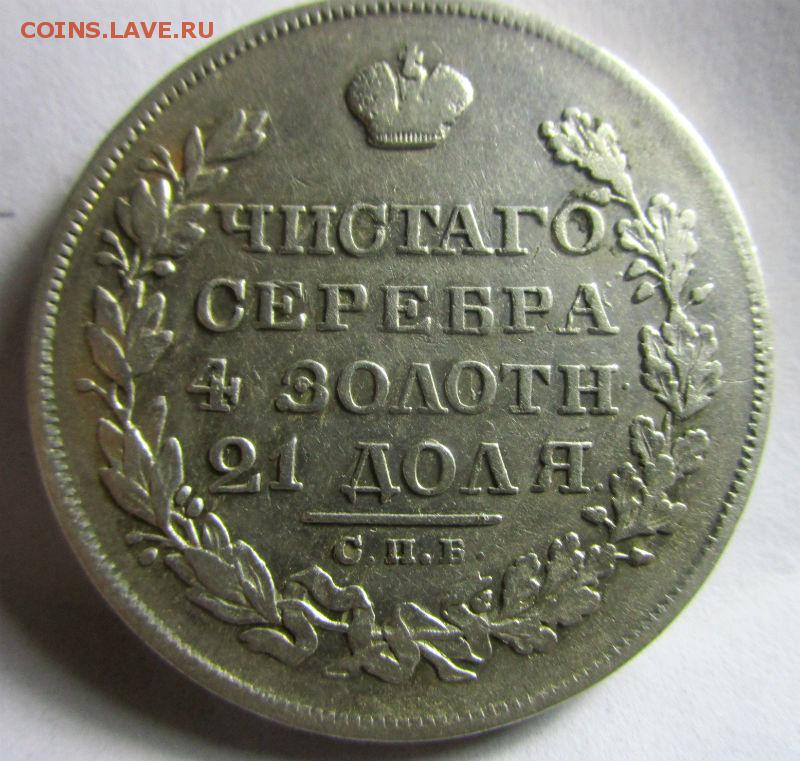 COINS.LAVE.RU
ЧИСТАГО
СЕРЕБРА
4 ЗОЛОТН
21 ДОЛЯ
С.П.Б.